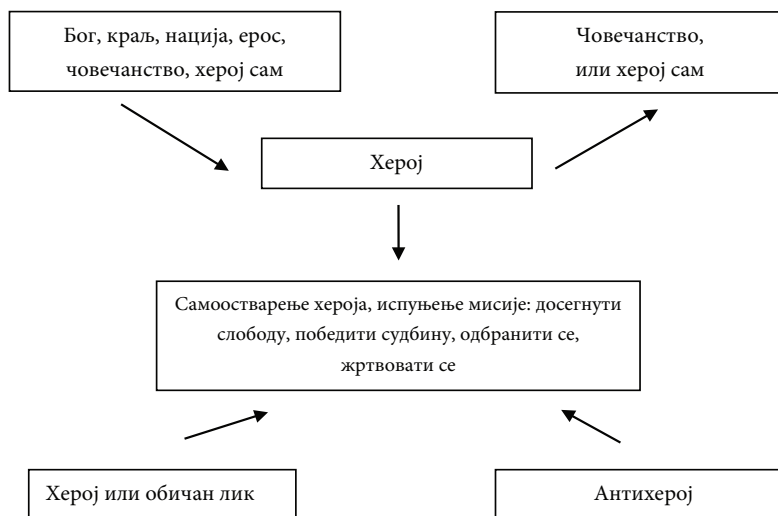 Бог, краљ, нација, ерос,
човечанство, херој сам
Човечанство,
или херој сам
Херој
Самоостварење хероја, испуњење мисије: досегнути
слободу, победити судбину, одбранити се,
жртвовати се
Херој или обичан лик
Антихерој